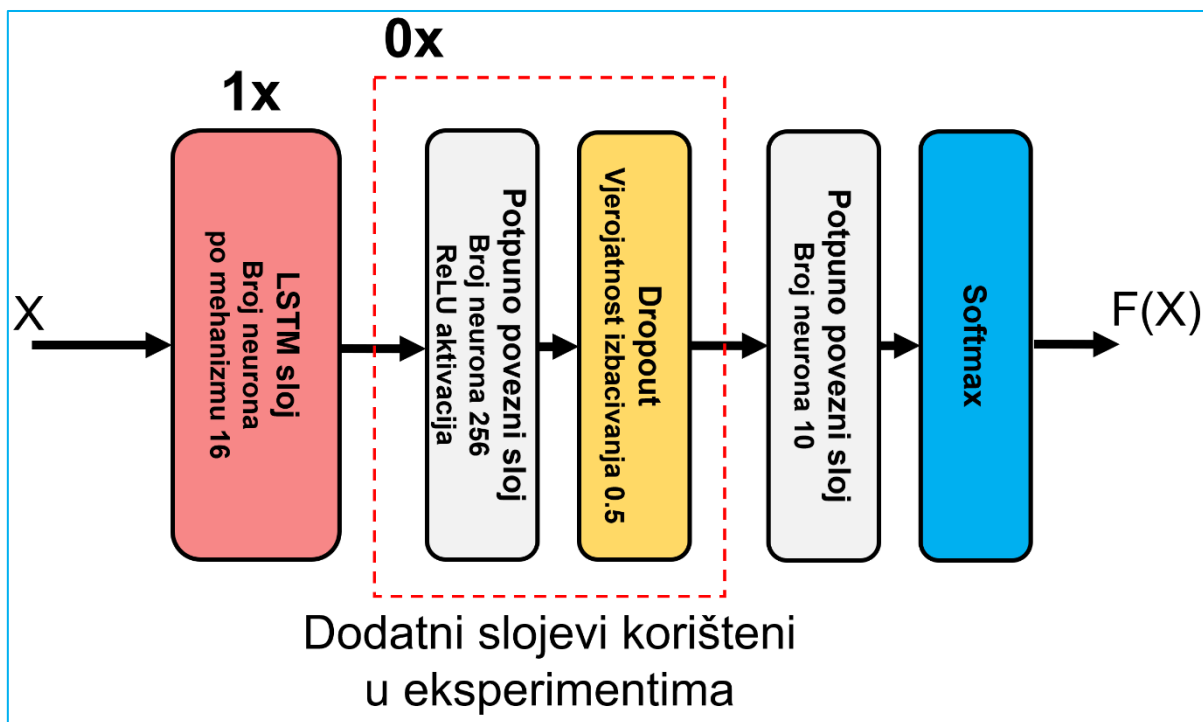 0x
1x
X
LSTM sloj
Broj neurona
po mehanizmu 16
Potpuno povezni sloj
Broj neurona 256
ReLU aktivacija
Dropout
Vjerojatnost izbacivanja 0.5
Potpuno povezni sloj
Broj neurona 10
Softmax
F(X)
Dodatni slojevi korišteni
u eksperimentima